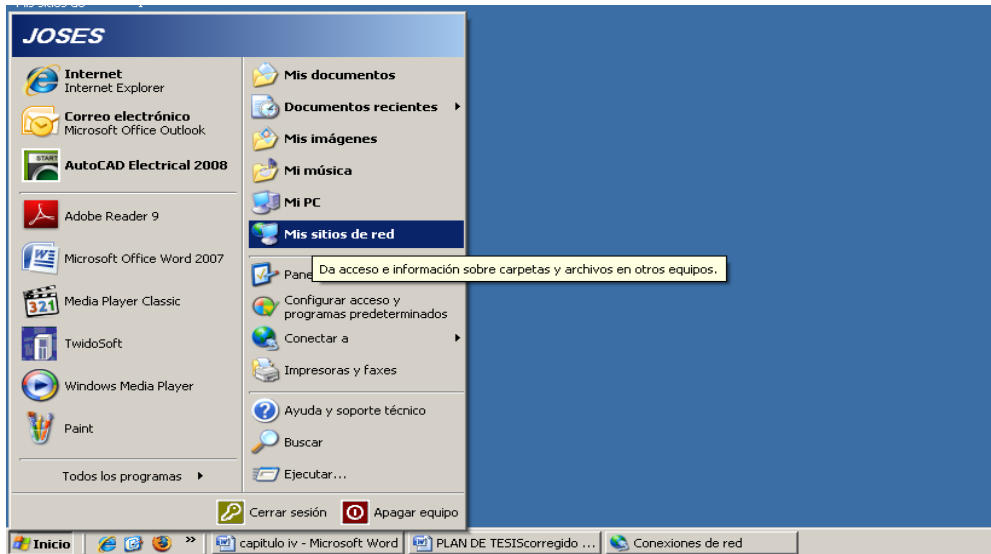 JOSES
Internet
Internet Explorer
Correo electrónico
Microsoft Office Outlook
START
AutoCAD Electrical 2008
Adobe Reader 9
Microsoft Office Word 2007
321
Media Player Classic
TwidoSoft
Windows Media Player
Paint
Todos los programas
Mis documentos
Documentos recientes
Mis imágenes
Mi música
Mi PC
Mis sitios de red
Da acceso e información sobre carpetas y archivos en otros equipos.
Pane
Configurar acceso y
programas predeterminados
Conectar a
Impresoras y faxes
Ayuda y soporte técnico
Buscar
Ejecutar...
Cerrar sesión
Apagar equipo
Inicio
capitulo iv - Microsoft Word
PLAN DE TESIScorregido ...
Conexiones de red